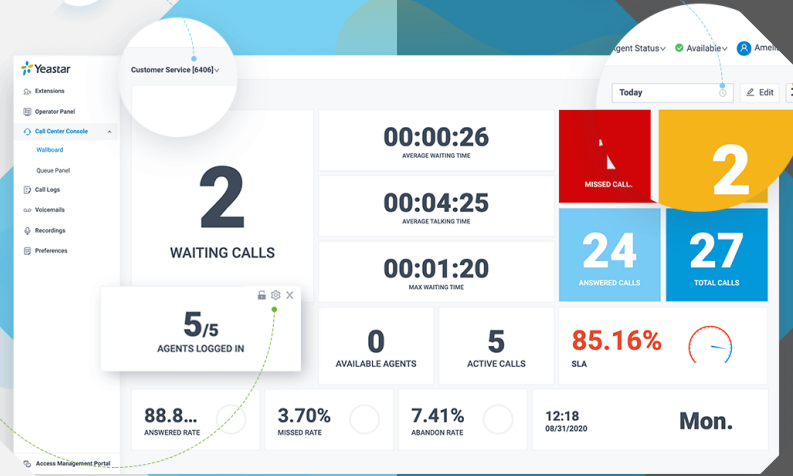 Yeastar
Extensions
Operator Panel
Call Center Console
Wallboard
Queue Panel
Call Logs
Voicemails
Recordings
Preferences
Access Management Portal
Customer Service [6406]
Agent Status
Available
Today
Edit
2
WAITING CALLS
00:00:26
AVERAGE WAITING TIME
00:04:25
AVERAGE TALKING TIME
00:01:20
MAX WAITING TIME
MISSED CALL
2
24
ANSWERED CALLS
27
TOTAL CALLS
5/5
AGENTS LOGGED IN
0
AVAILABLE AGENTS
5
ACTIVE CALLS
85.16%
SLA
88.8...
ANSWERED RATE
3.70%
MISSED RATE
7.41%
ABANDON RATE
12:18
08/31/2020
Mon.